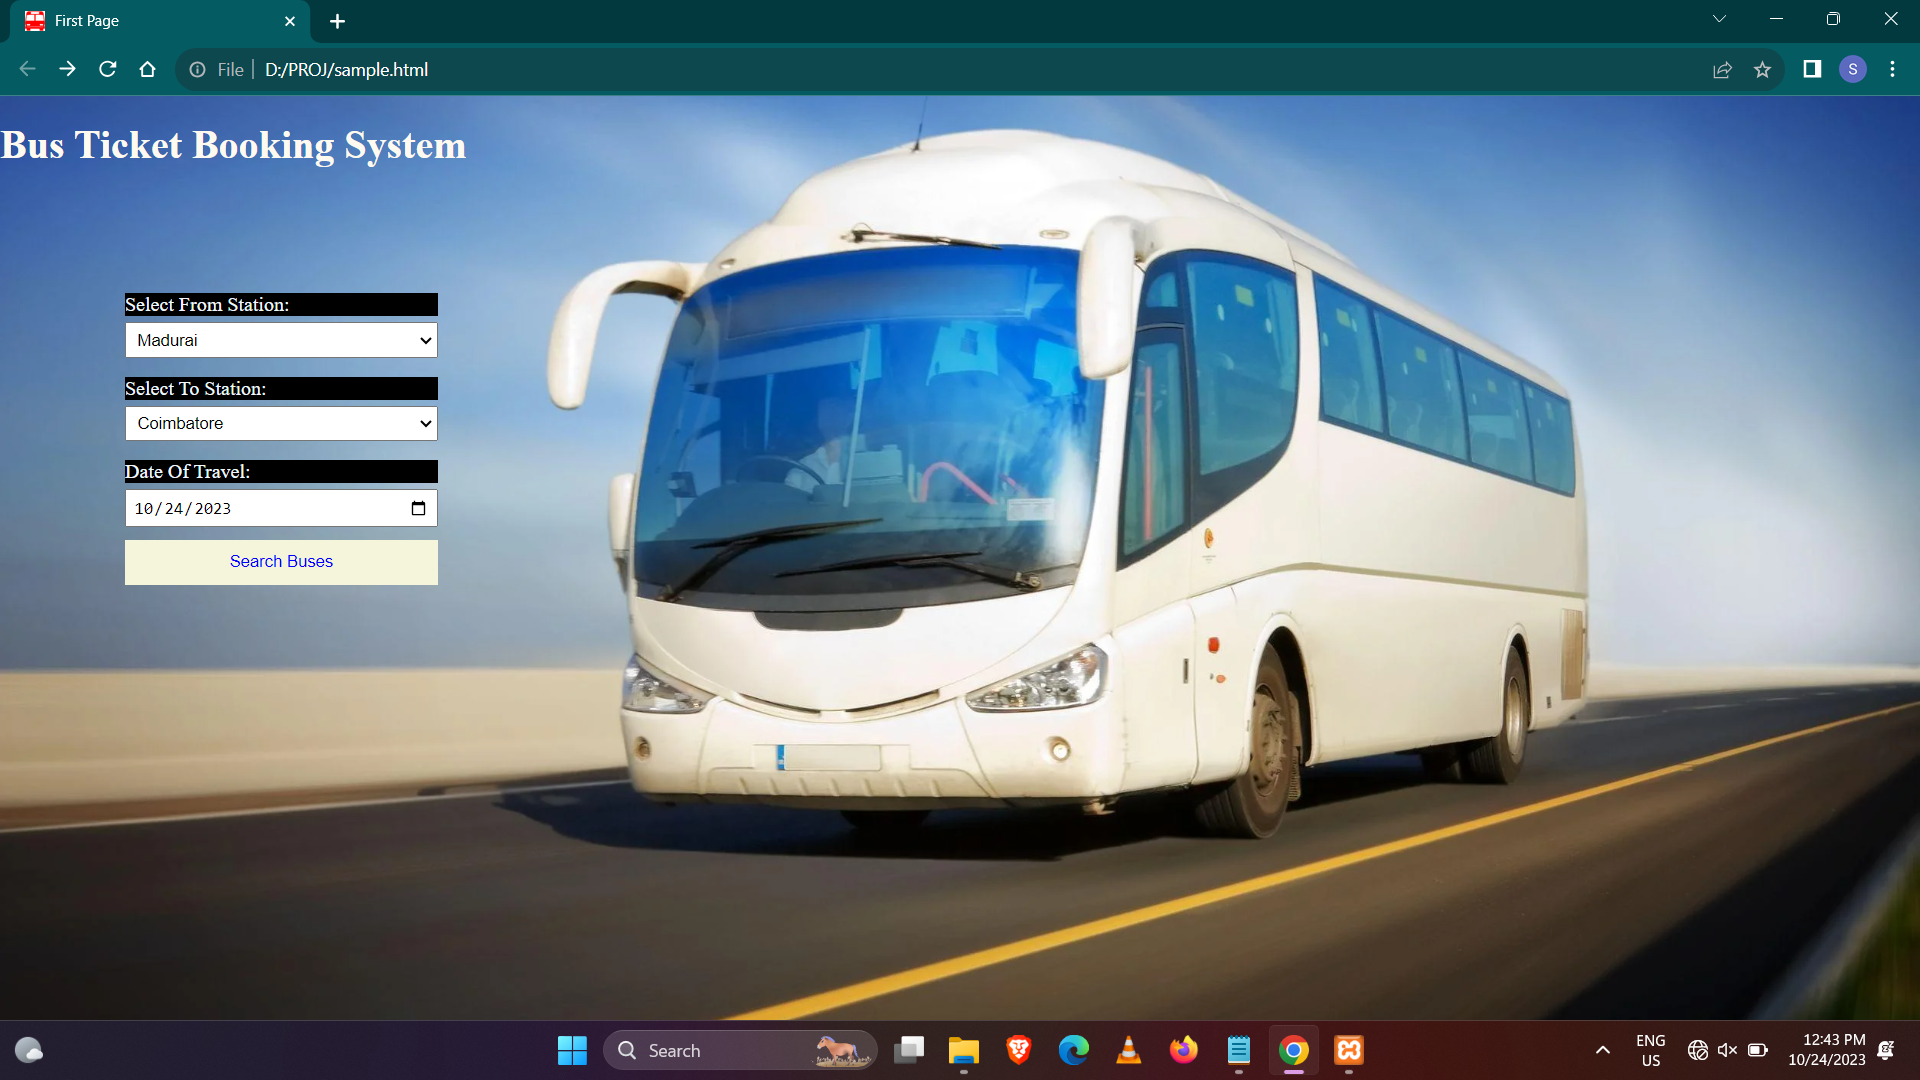 First Page
File
D:/PROJ/sample.html
S
Bus Ticket Booking System
Select From Station:
Madurai
Select To Station:
Coimbatore
Date Of Travel:
10/24/2023
Search Buses
Search
ENG
US
12:43 PM
10/24/2023